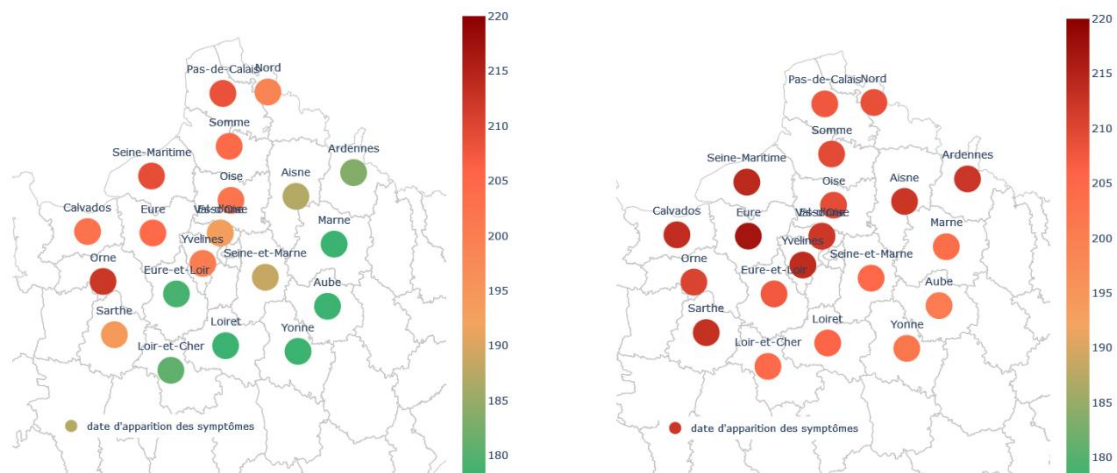 220
215
210
205
200
195
190
185
180
Pas-de-Calais
Nord
Somme
Ardennes
Seine-Maritime
Aisne
Oise
Calvados
Eure
Marne
Yvelines
Seine-et-Marne
Orne
Eure-et-Loir
Aube
Sarthe
Loiret
Yonne
Loir-et-Cher
date d'apparition des symptômes
220
215
210
205
200
195
190
185
180
Pas-de-Calais
Nord
Somme
Ardennes
Seine-Maritime
Aisne
Oise
Calvados
Eure
Marne
Yvelines
Seine-et-Marne
Orne
Eure-et-Loir
Aube
Sarthe
Loiret
Yonne
Loir-et-Cher
date d'apparition des symptômes